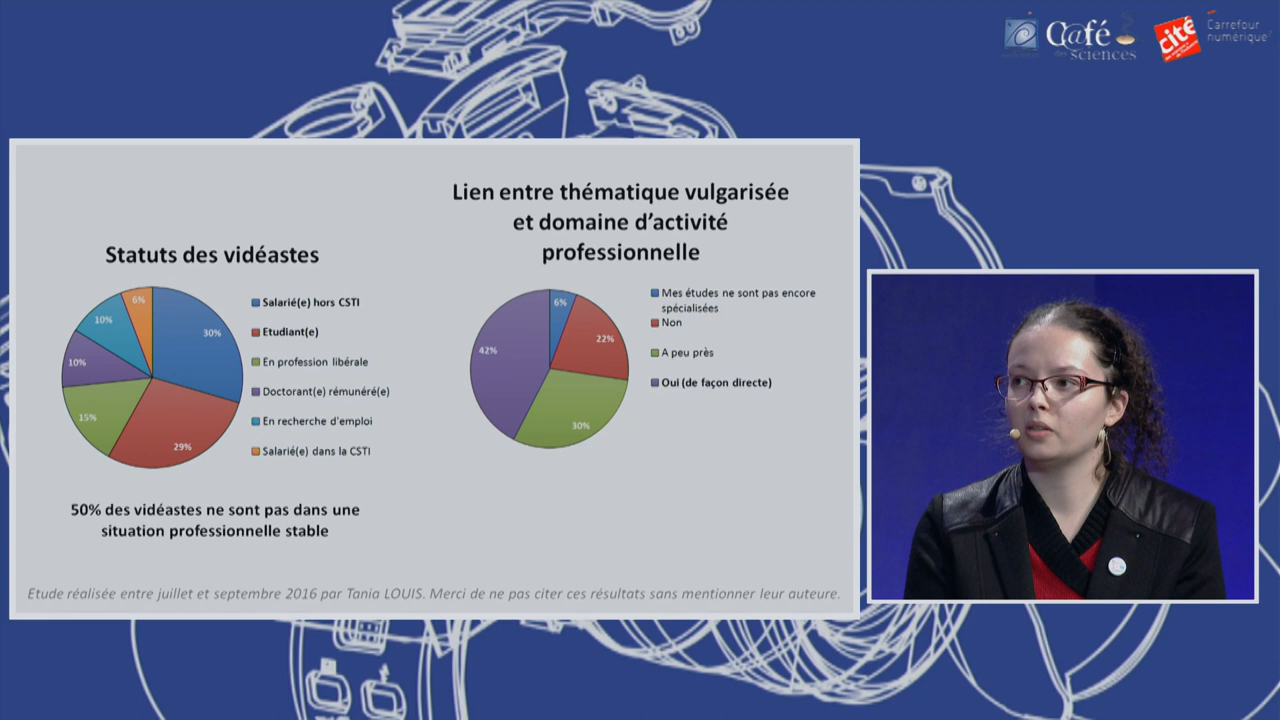 Café
des sciences
cité
Carrefour
numérique²
Lien entre thématique vulgarisée
et domaine d'activité
professionnelle
Statuts des vidéastes
6%
10%
10%
15%
29%
30%
Salarié(e) hors CSTI
Etudiant(e)
En profession libérale
Doctorant(e) rémunéré(e)
En recherche d'emploi
Salarié(e) dans la CSTI
6%
22%
30%
42%
Mes études ne sont pas encore
spécialisées
Non
A peu près
Oui (de façon directe)
50% des vidéastes ne sont pas dans une
situation professionnelle stable
Etude réalisée entre juillet et septembre 2016 par Tania LOUIS. Merci de ne pas citer ces résultats sans mentionner leur auteure.